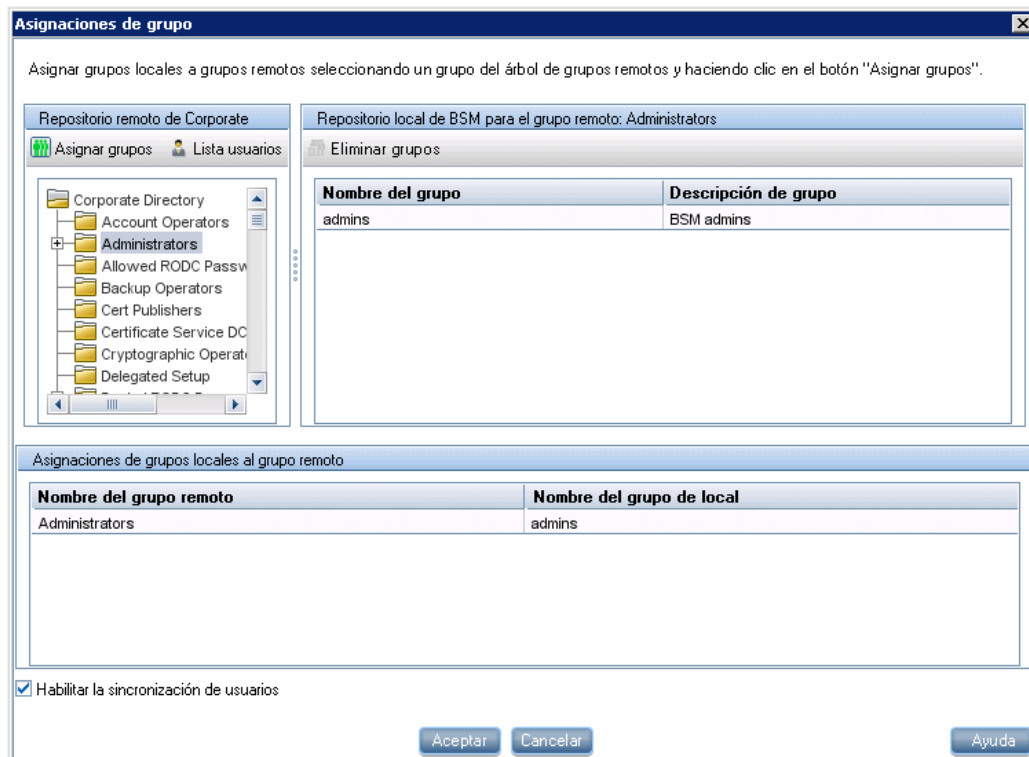 Asignaciones de grupo
Asignar grupos locales a grupos remotos seleccionando un grupo del árbol de grupos remotos y haciendo clic en el botón "Asignar grupos".
Repositorio remoto de Corporate
Asignar grupos Lista usuarios
Corporate Directory
Account Operators
Administrators
Allowed RODC Passw
Backup Operators
Cert Publishers
Certificate Service DC
Cryptographic Operat
Delegated Setup
Repositorio local de BSM para el grupo remoto: Administrators
Eliminar grupos
Nombre del grupo Descripción de grupo
admins BSM admins
Asignaciones de grupos locales al grupo remoto
Nombre del grupo remoto Nombre del grupo de local
Administrators admins
Habilitar la sincronización de usuarios
Aceptar Cancelar Ayuda